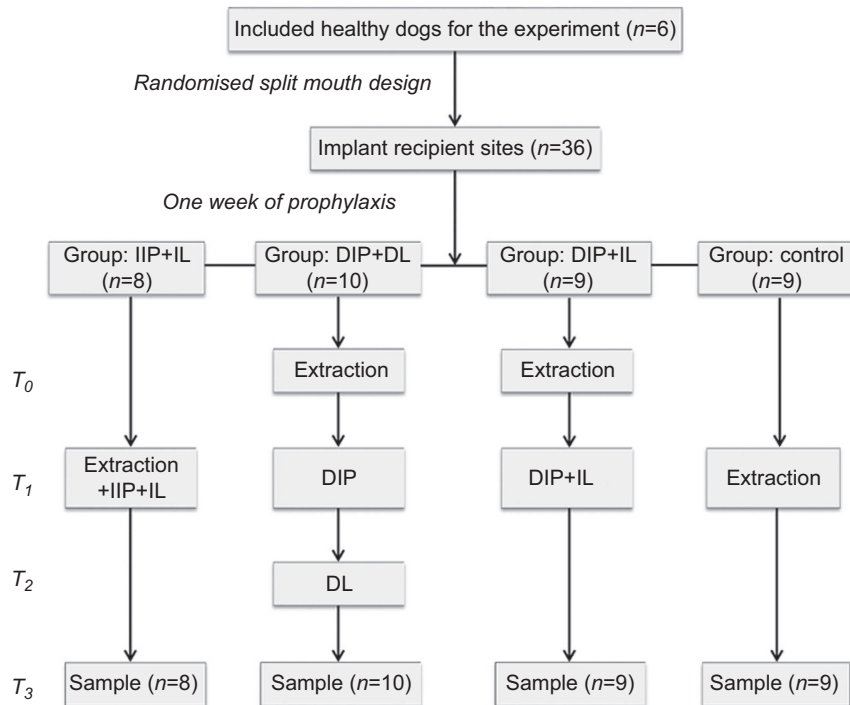 Included healthy dogs for the experiment (n=6)
Randomised split mouth design
Implant recipient sites (n=36)
One week of prophylaxis
Group: IIP+IL
(n=8)
Group: DIP+DL
(n=10)
Group: DIP+IL
(n=9)
Group: control
(n=9)
T0
Extraction
Extraction
T1
Extraction
+IIP+IL
DIP
DIP+IL
Extraction
T2
DL
T3
Sample (n=8)
Sample (n=10)
Sample (n=9)
Sample (n=9)